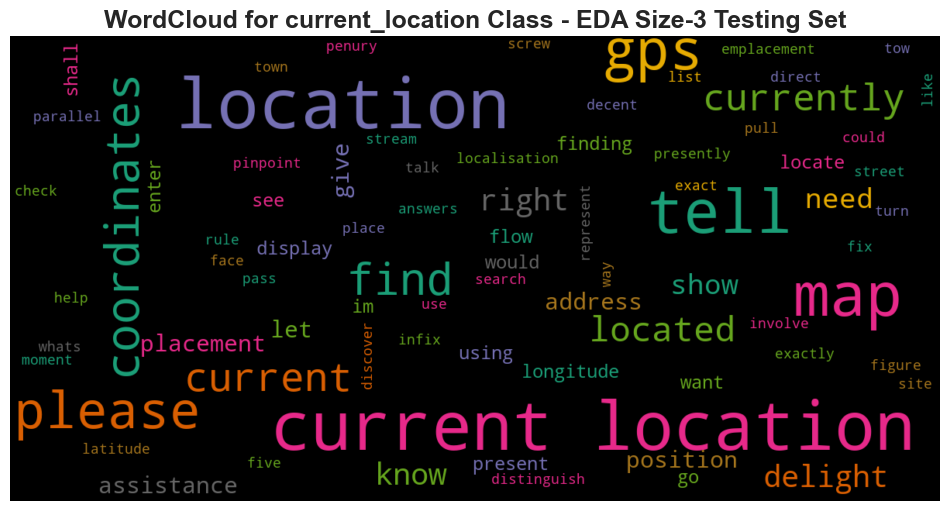 WordCloud for current_location Class - EDA Size-3 Testing Set
penury
screw
gps
emplacement
tow
shall
town
list
direct
like
location
currently
parallel
coordinates
decent
pull
stream
finding
could
pinpoint
give
talk
localisation
presently
locate
street
check
enter
see
exact
right
tell
need
answers
represent
turn
place
rule
display
flow
fix
face
would
pass
find
search
way
show
map
help
im
use
address
let
located
involve
whats
placement
infix
moment
discover
using
exactly
longitude
figure
current
want
site
please
current location
latitude
five
know
present
position
assistance
distinguish
go
delight